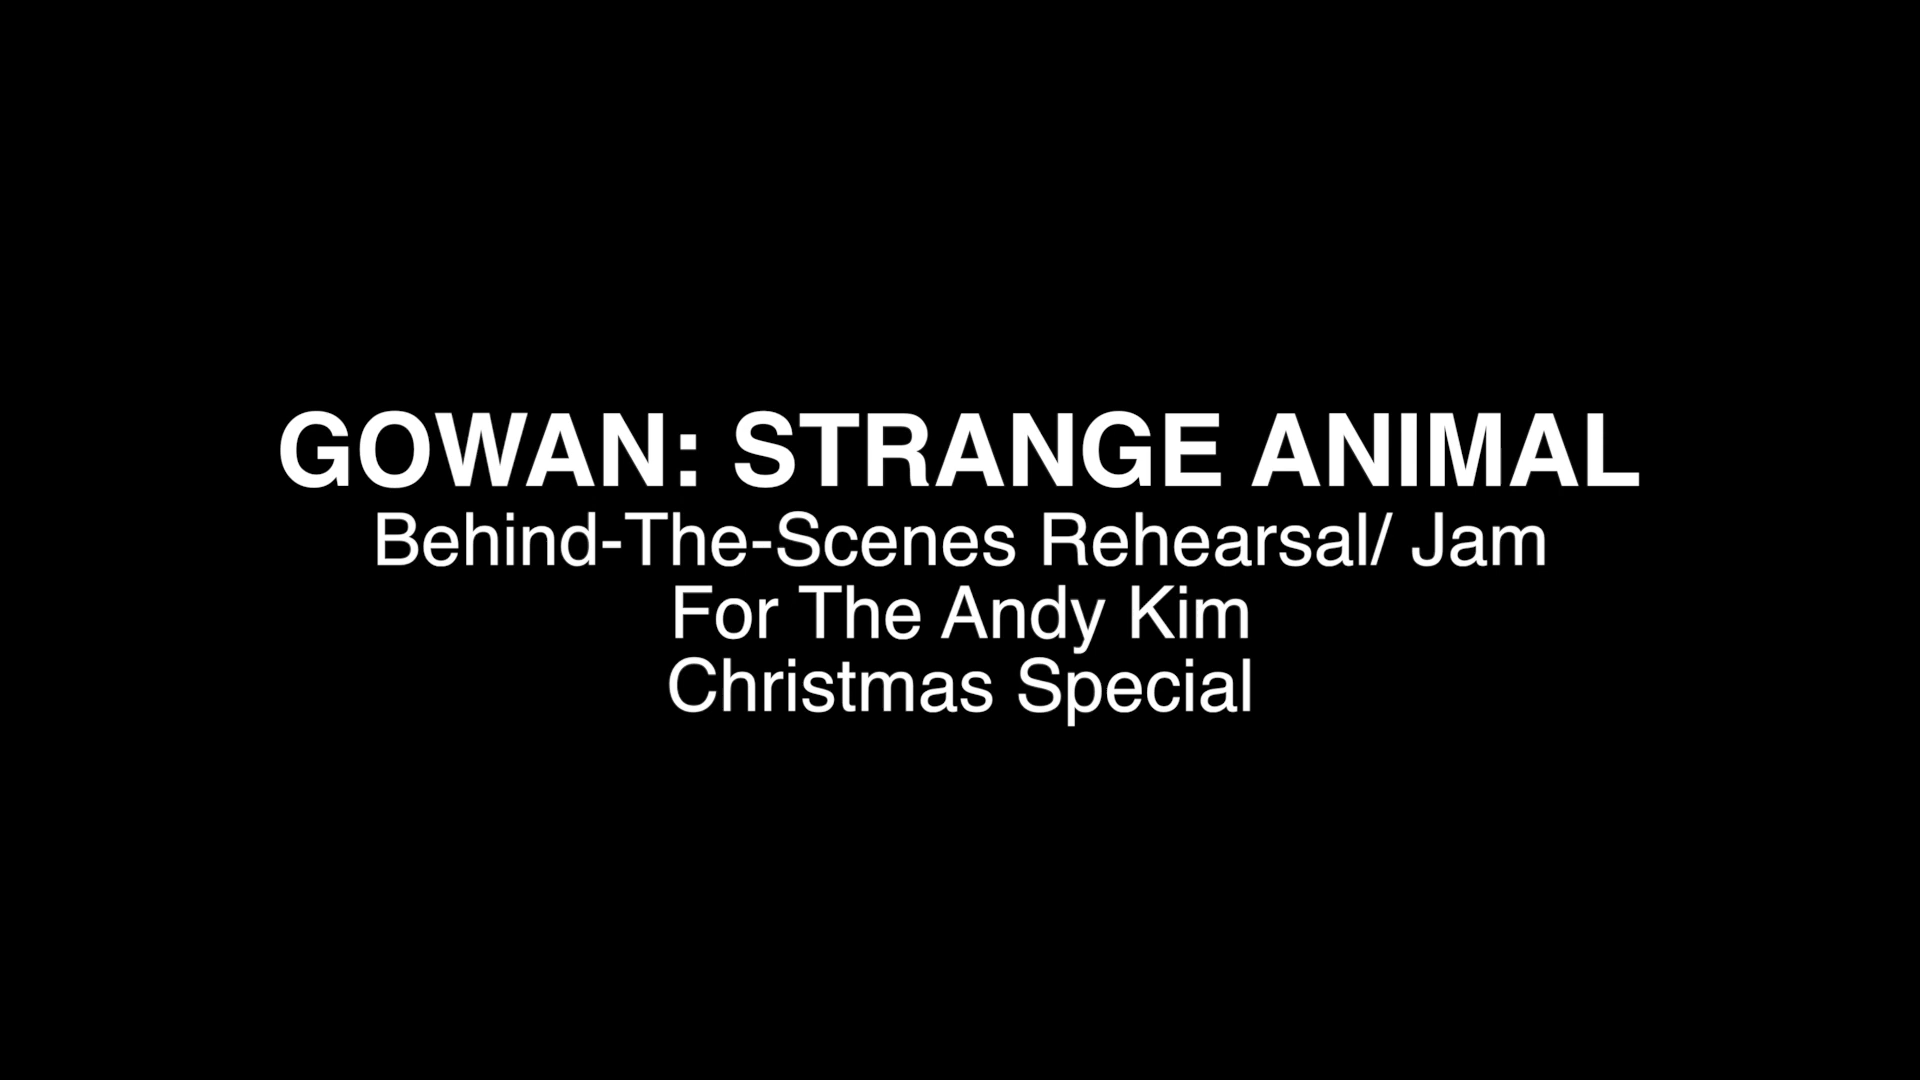 GOWAN: STRANGE ANIMAL
Behind-The-Scenes Rehearsal/ Jam
For The Andy Kim
Christmas Special